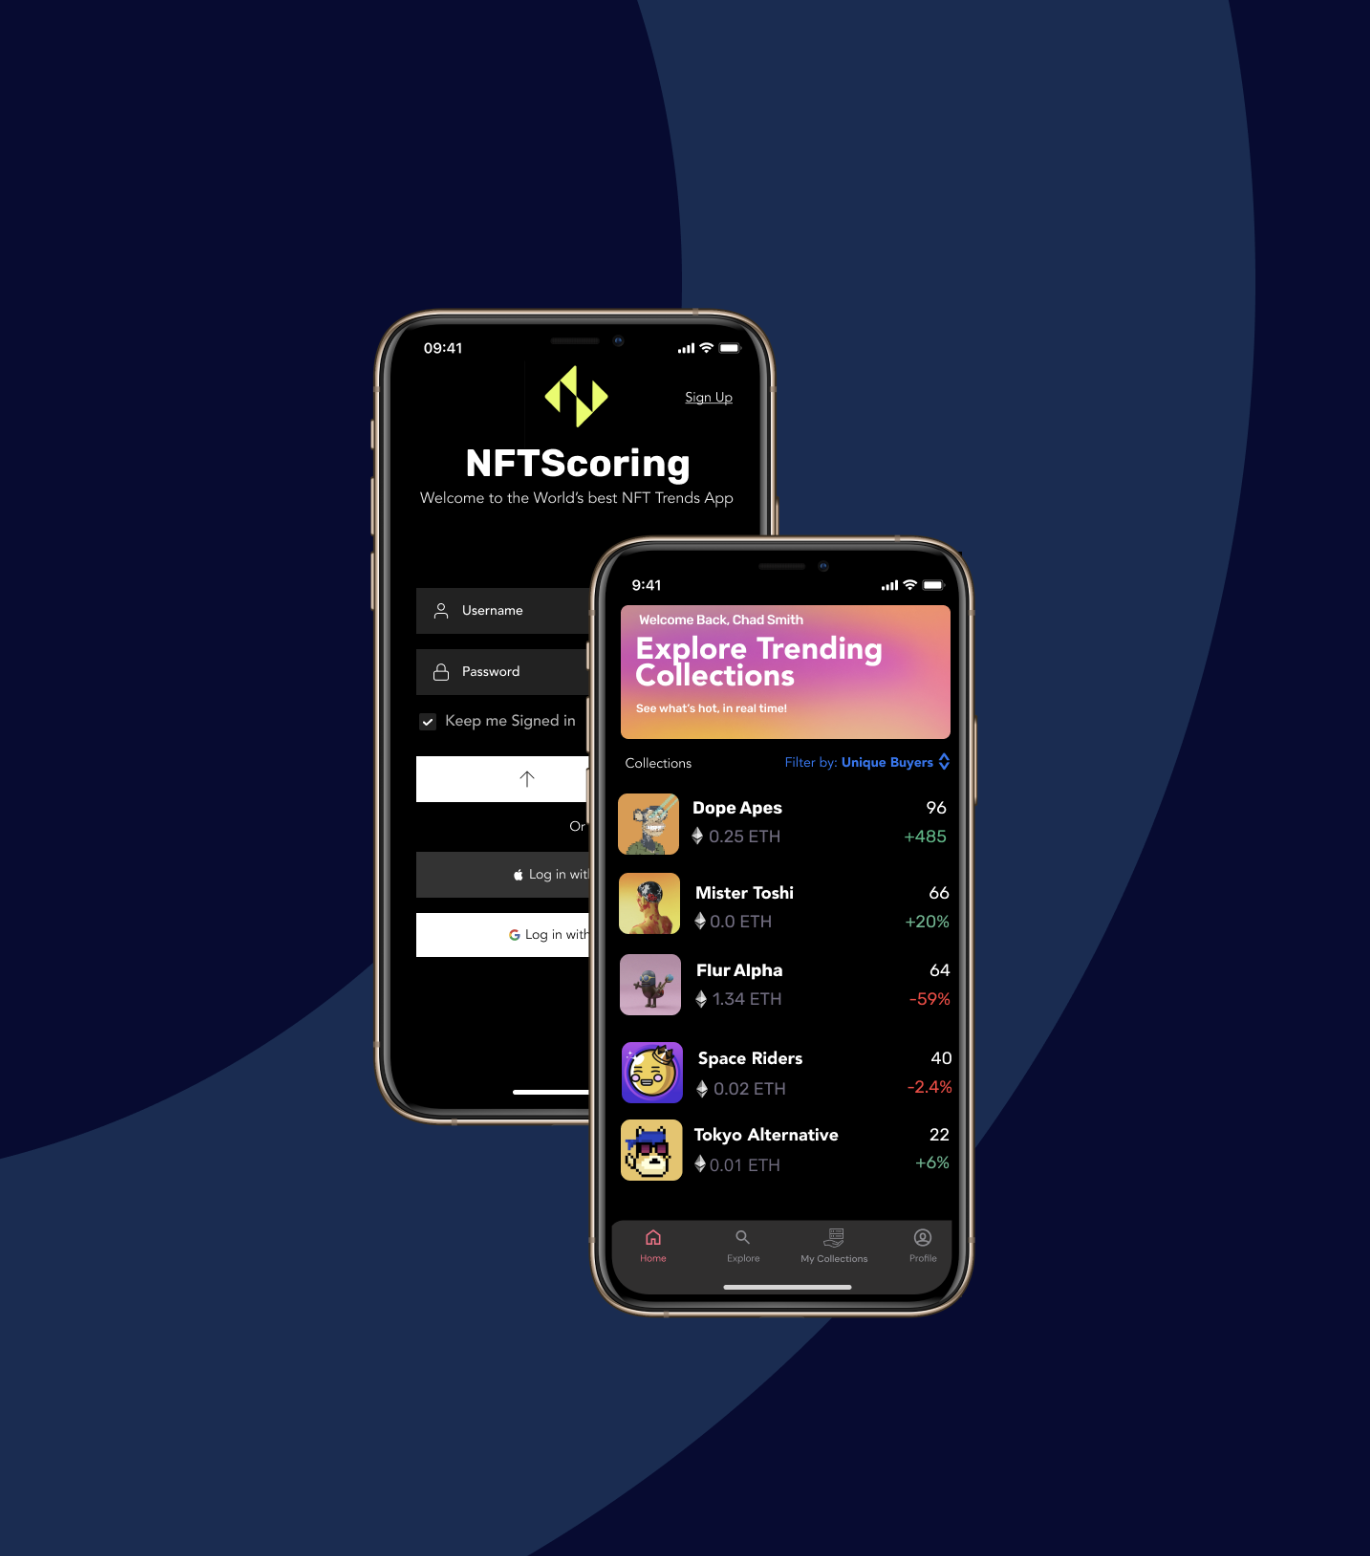 09:41
Sign Up
NFTScoring
Welcome to the World's best NFT Trends App
Username
Password
Keep me Signed in
Or
Log in
Log in with
9:41
Welcome Back, Chad Smith
Explore Trending
Collections
See what's hot, in real time!
Collections
Filter by: Unique Buyers
Dope Apes 96
0.25 ETH +485
Mister Toshi 66
0.0 ETH +20%
Flur Alpha 64
1.34 ETH -59%
Space Riders 40
0.02 ETH -2.4%
Tokyo Alternative 22
0.01 ETH +6%
Home Explore My Collections Profile